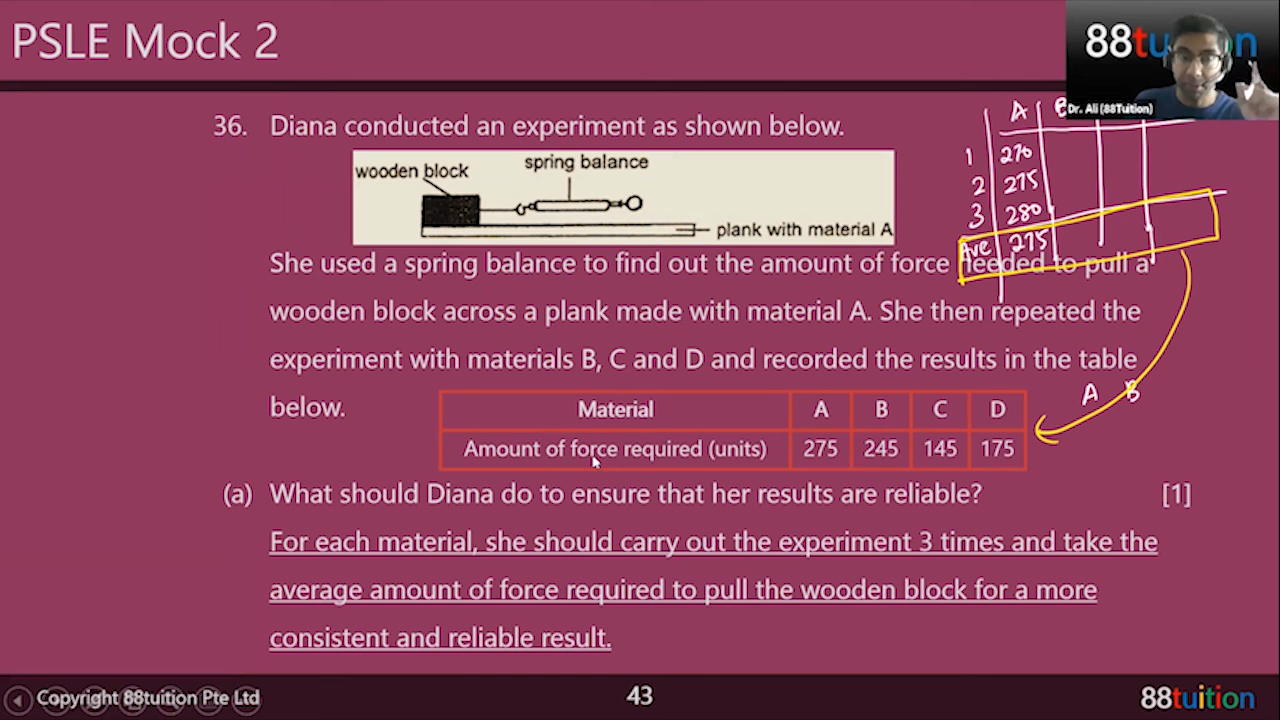 PSLE Mock 2
88tuition
Dr. Ali (88Tuition)
36. Diana conducted an experiment as shown below.
wooden block
spring balance
plank with material A
A
1 270
2 275
3 280
Ave 275
She used a spring balance to find out the amount of force needed to pull a
wooden block across a plank made with material A. She then repeated the
experiment with materials B, C and D and recorded the results in the table
below.
A B
Material A B C D
Amount of force required (units) 275 245 145 175
(a) What should Diana do to ensure that her results are reliable? [1]
For each material, she should carry out the experiment 3 times and take the
average amount of force required to pull the wooden block for a more
consistent and reliable result.
Copyright 88tuition Pte Ltd
43
88tuition